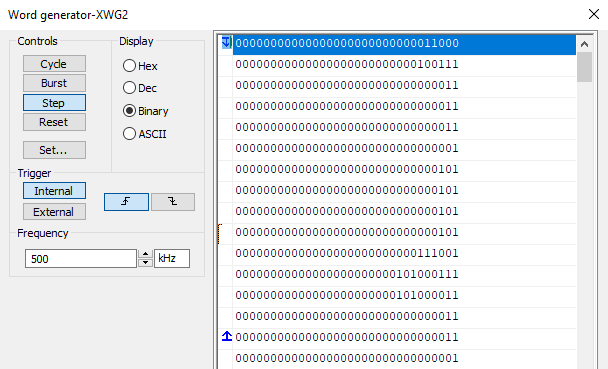 Word generator-XWG2
Controls
Cycle
Burst
Step
Reset
Set...
Display
Hex
Dec
Binary
ASCII
Trigger
Internal
External
Frequency
500 kHz
00000000000000000000000000011000
00000000000000000000000000100111
00000000000000000000000000000011
00000000000000000000000000000011
00000000000000000000000000000011
00000000000000000000000000000001
00000000000000000000000000000101
00000000000000000000000000000101
00000000000000000000000000000101
00000000000000000000000000000101
00000000000000000000000000111001
00000000000000000000000101000111
00000000000000000000000101000011
00000000000000000000000000000011
00000000000000000000000000000011
00000000000000000000000000000001